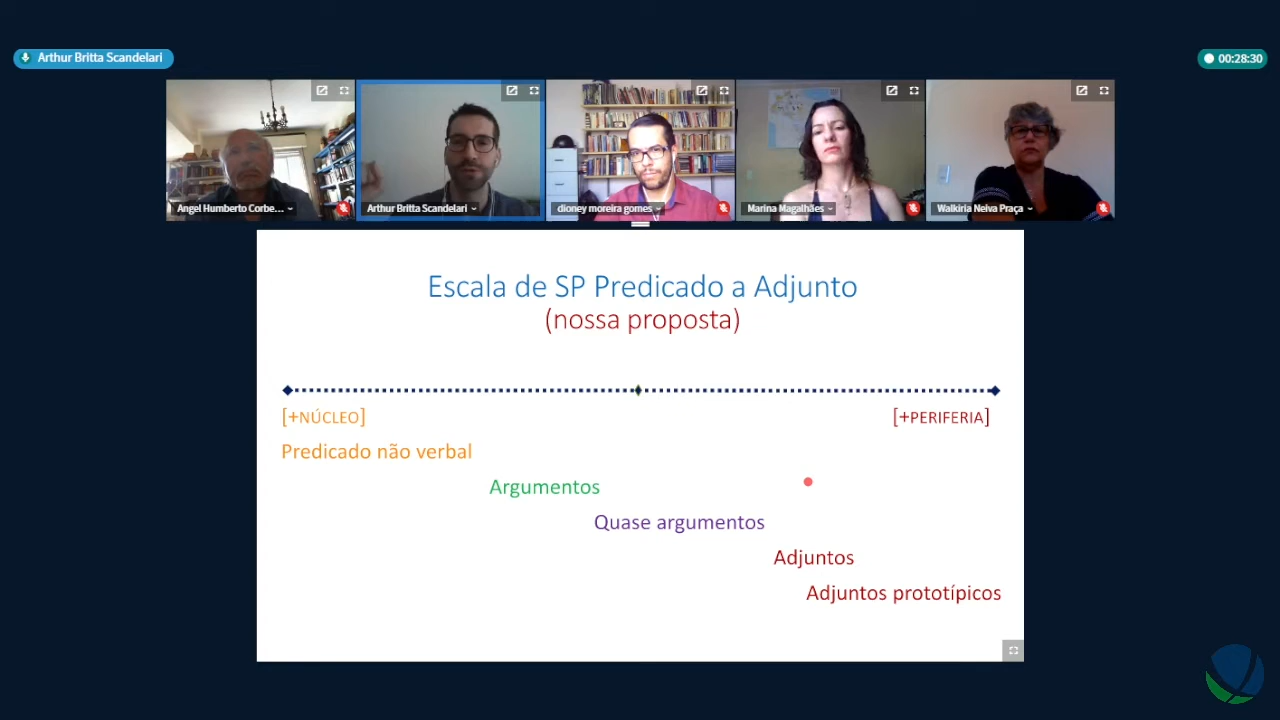 Arthur Britta Scandelari
00:28:30
Angel Humberto Corbe...
Arthur Britta Scandelari
dioney moreira gomes
Marina Magalhães
Walkiria Neiva Praça
Escala de SP Predicado a Adjunto
(nossa proposta)
[+NÚCLEO]
[+PERIFERIA]
Predicado não verbal
Argumentos
Quase argumentos
Adjuntos
Adjuntos prototípicos